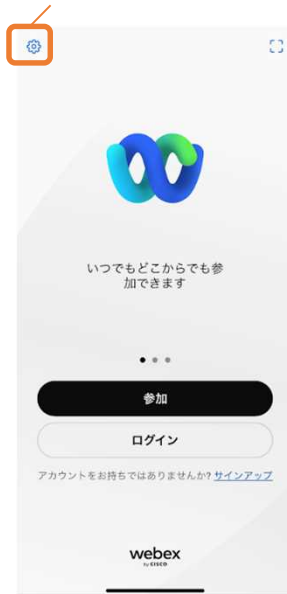 いつでもどこからでも参
加できます
参加
ログイン
アカウントをお持ちではありませんか? サインアップ
webex
by CISCO